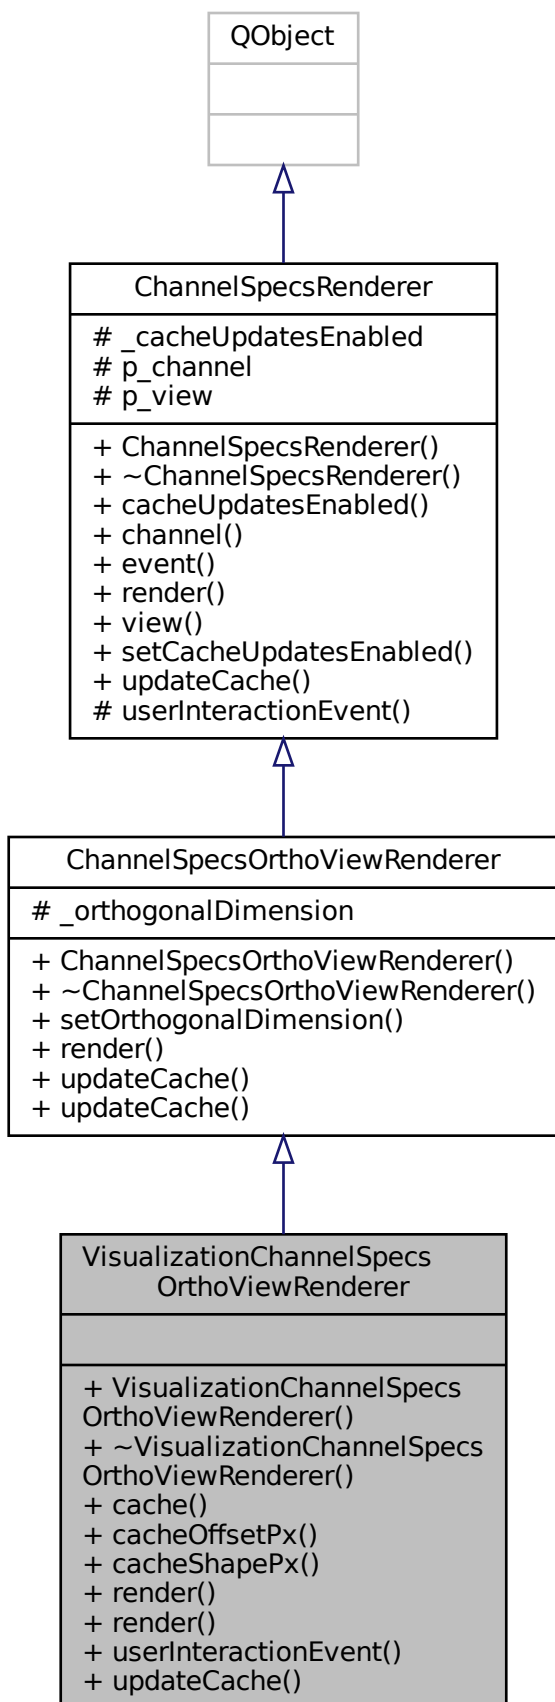 QObject
ChannelSpecsRenderer
# _cacheUpdatesEnabled
# p_channel
# p_view
+ ChannelSpecsRenderer()
+ ~ChannelSpecsRenderer()
+ cacheUpdatesEnabled()
+ channel()
+ event()
+ render()
+ view()
+ setCacheUpdatesEnabled()
+ updateCache()
# userInteractionEvent()
ChannelSpecsOrthoViewRenderer
# _orthogonalDimension
+ ChannelSpecsOrthoViewRenderer()
+ ~ChannelSpecsOrthoViewRenderer()
+ setOrthogonalDimension()
+ render()
+ updateCache()
+ updateCache()
VisualizationChannelSpecs
OrthoViewRenderer
+ VisualizationChannelSpecs
OrthoViewRenderer()
+ ~VisualizationChannelSpecs
OrthoViewRenderer()
+ cache()
+ cacheOffsetPx()
+ cacheShapePx()
+ render()
+ render()
+ userInteractionEvent()
+ updateCache()